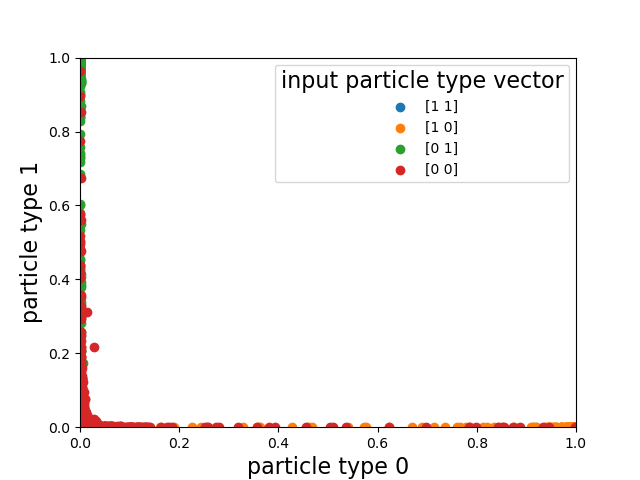 input particle type vector
[1 1]
[1 0]
[0 1]
[0 0]
particle type 1
1.0
0.8
0.6
0.4
0.2
0.0
0.0 0.2 0.4 0.6 0.8 1.0
particle type 0